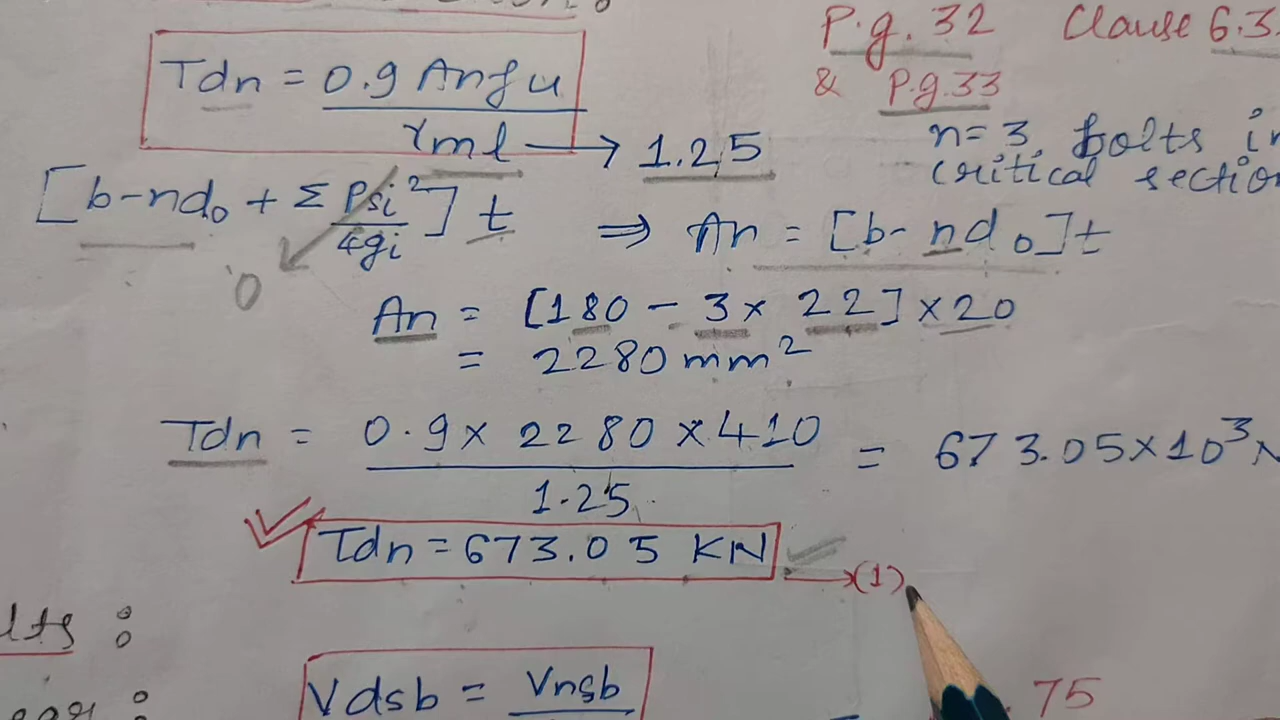 P.g. 32 Clause 6.3.
& P.g.33
Tdn = 0.9 Anfu / γml → 1.25
n=3, bolts in critical section
[b-nd₀ + Σ Psi²/4gi] t ⇒ An = [b-nd₀]t
0
An = [180 - 3 x 22] x 20
= 2280 mm²
Tdn = 0.9 x 2280 x 410 / 1.25 = 673.05 x 10³ N
Tdn = 673.05 KN → (1)
Vdsb = Vnsb
75